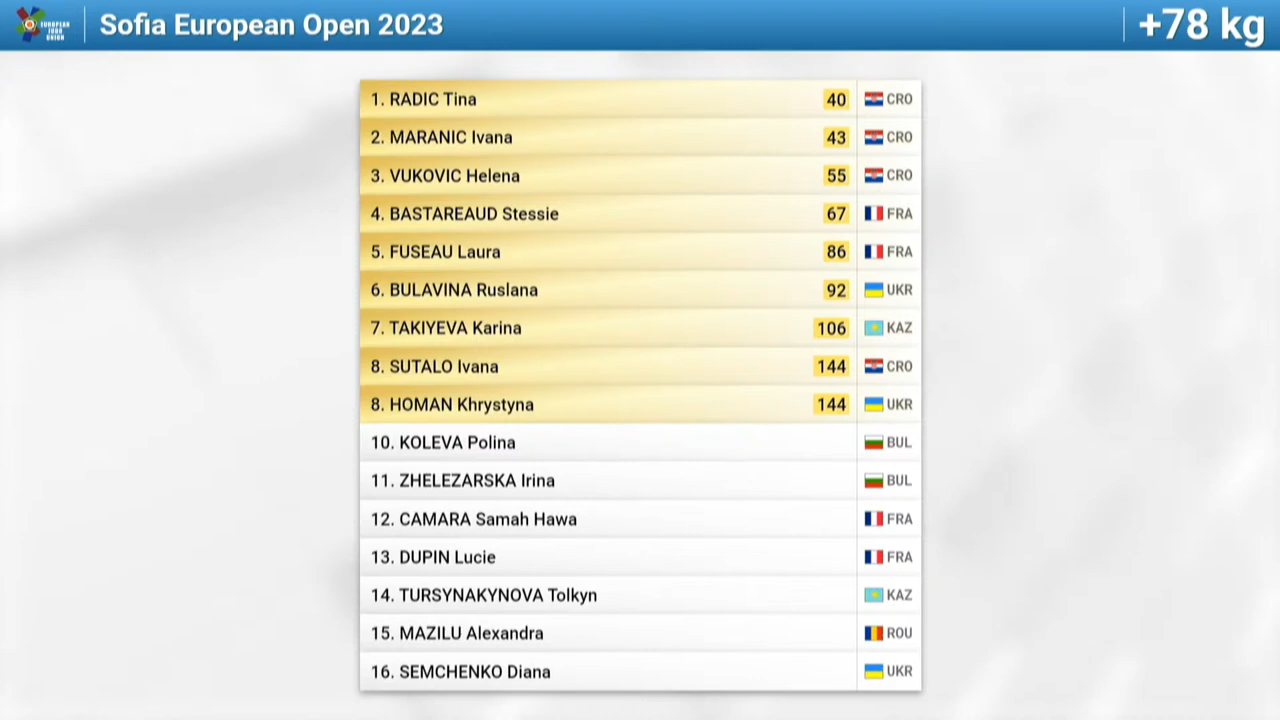 EUROPEAN
JUDO
UNION
Sofia European Open 2023
+78 kg
1. RADIC Tina 40 CRO
2. MARANIC Ivana 43 CRO
3. VUKOVIC Helena 55 CRO
4. BASTAREAUD Stessie 67 FRA
5. FUSEAU Laura 86 FRA
6. BULAVINA Ruslana 92 UKR
7. TAKIYEVA Karina 106 KAZ
8. SUTALO Ivana 144 CRO
8. HOMAN Khrystyna 144 UKR
10. KOLEVA Polina BUL
11. ZHELEZARSKA Irina BUL
12. CAMARA Samah Hawa FRA
13. DUPIN Lucie FRA
14. TURSYNAKYNOVA Tolkyn KAZ
15. MAZILU Alexandra ROU
16. SEMCHENKO Diana UKR